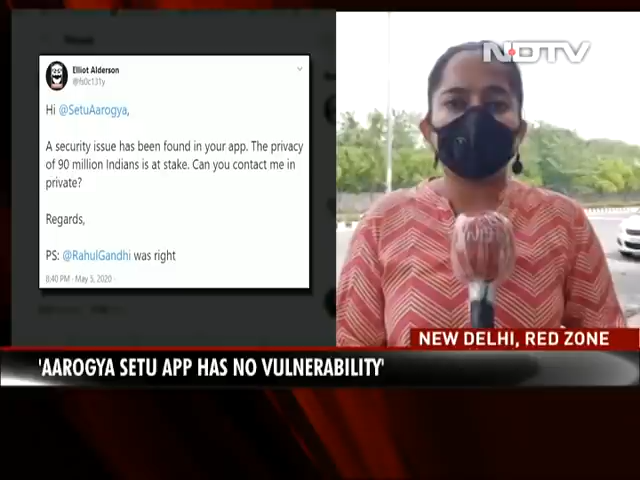 NDTV
Elliot Alderson
@fs0c131y
Hi @SetuAarogya,
A security issue has been found in your app. The privacy
of 90 million Indians is at stake. Can you contact me in
private?
Regards,
PS: @RahulGandhi was right
8:40 PM · May 5, 2020
NEW DELHI, RED ZONE
'AAROGYA SETU APP HAS NO VULNERABILITY'